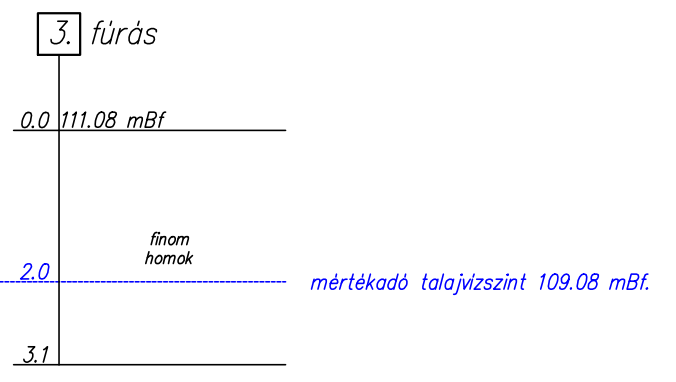 3. fúrás
0.0 111.08 mBf
finom
homok
2.0
mértékadó talajvízszint 109.08 mBf.
3.1